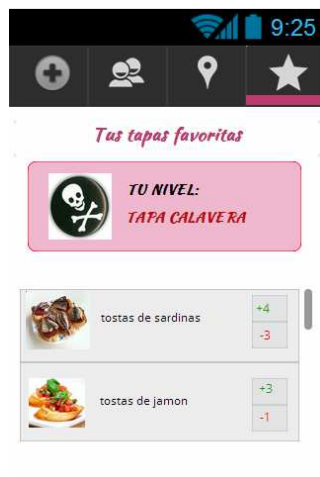 9:25
Tus tapas favoritas
TU NIVEL:
TAPA CALAVERA
tostas de sardinas
+4
-3
tostas de jamon
+3
-1